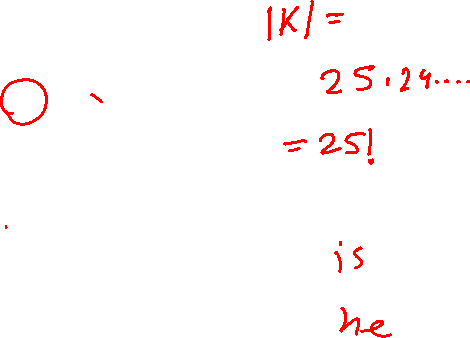 |K| =
25.24....
= 25!
is
he